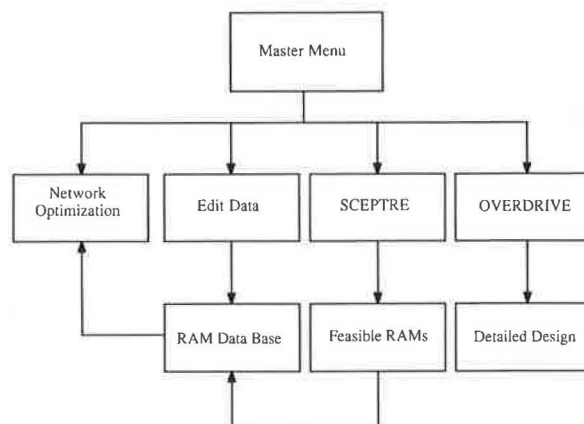 Master Menu
Network
Optimization
Edit Data
SCEPTRE
OVERDRIVE
RAM Data Base
Feasible RAMs
Detailed Design